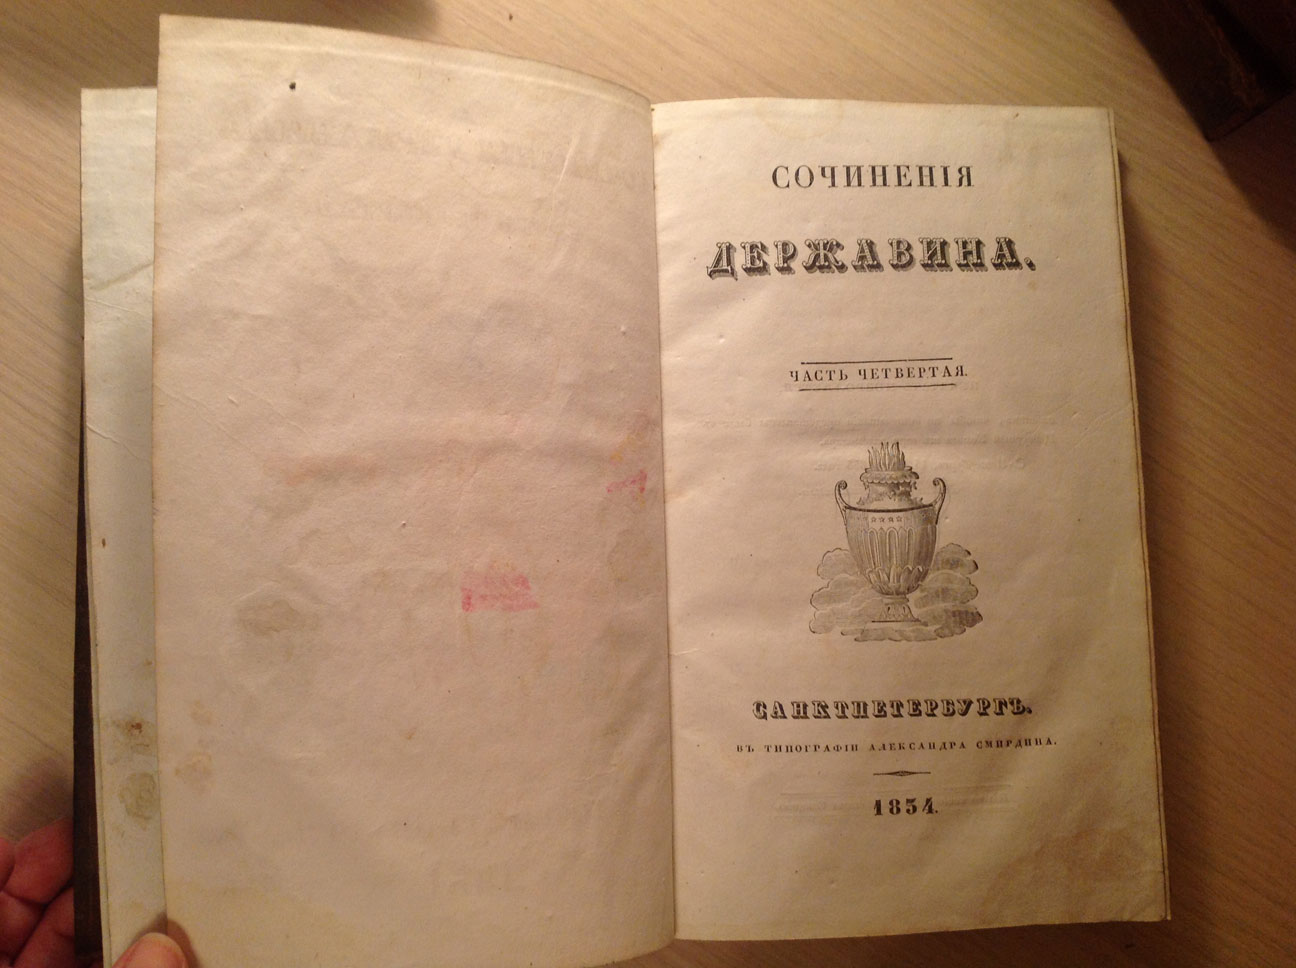 СОЧИНЕНІЯ
ДЕРЖАВИНА.
ЧАСТЬ ЧЕТВЕРТАЯ.
САНКТПЕТЕРБУРГЪ.
ВЪ ТИПОГРАФІИ АЛЕКСАНДРА СМИРДИНА.
1834.